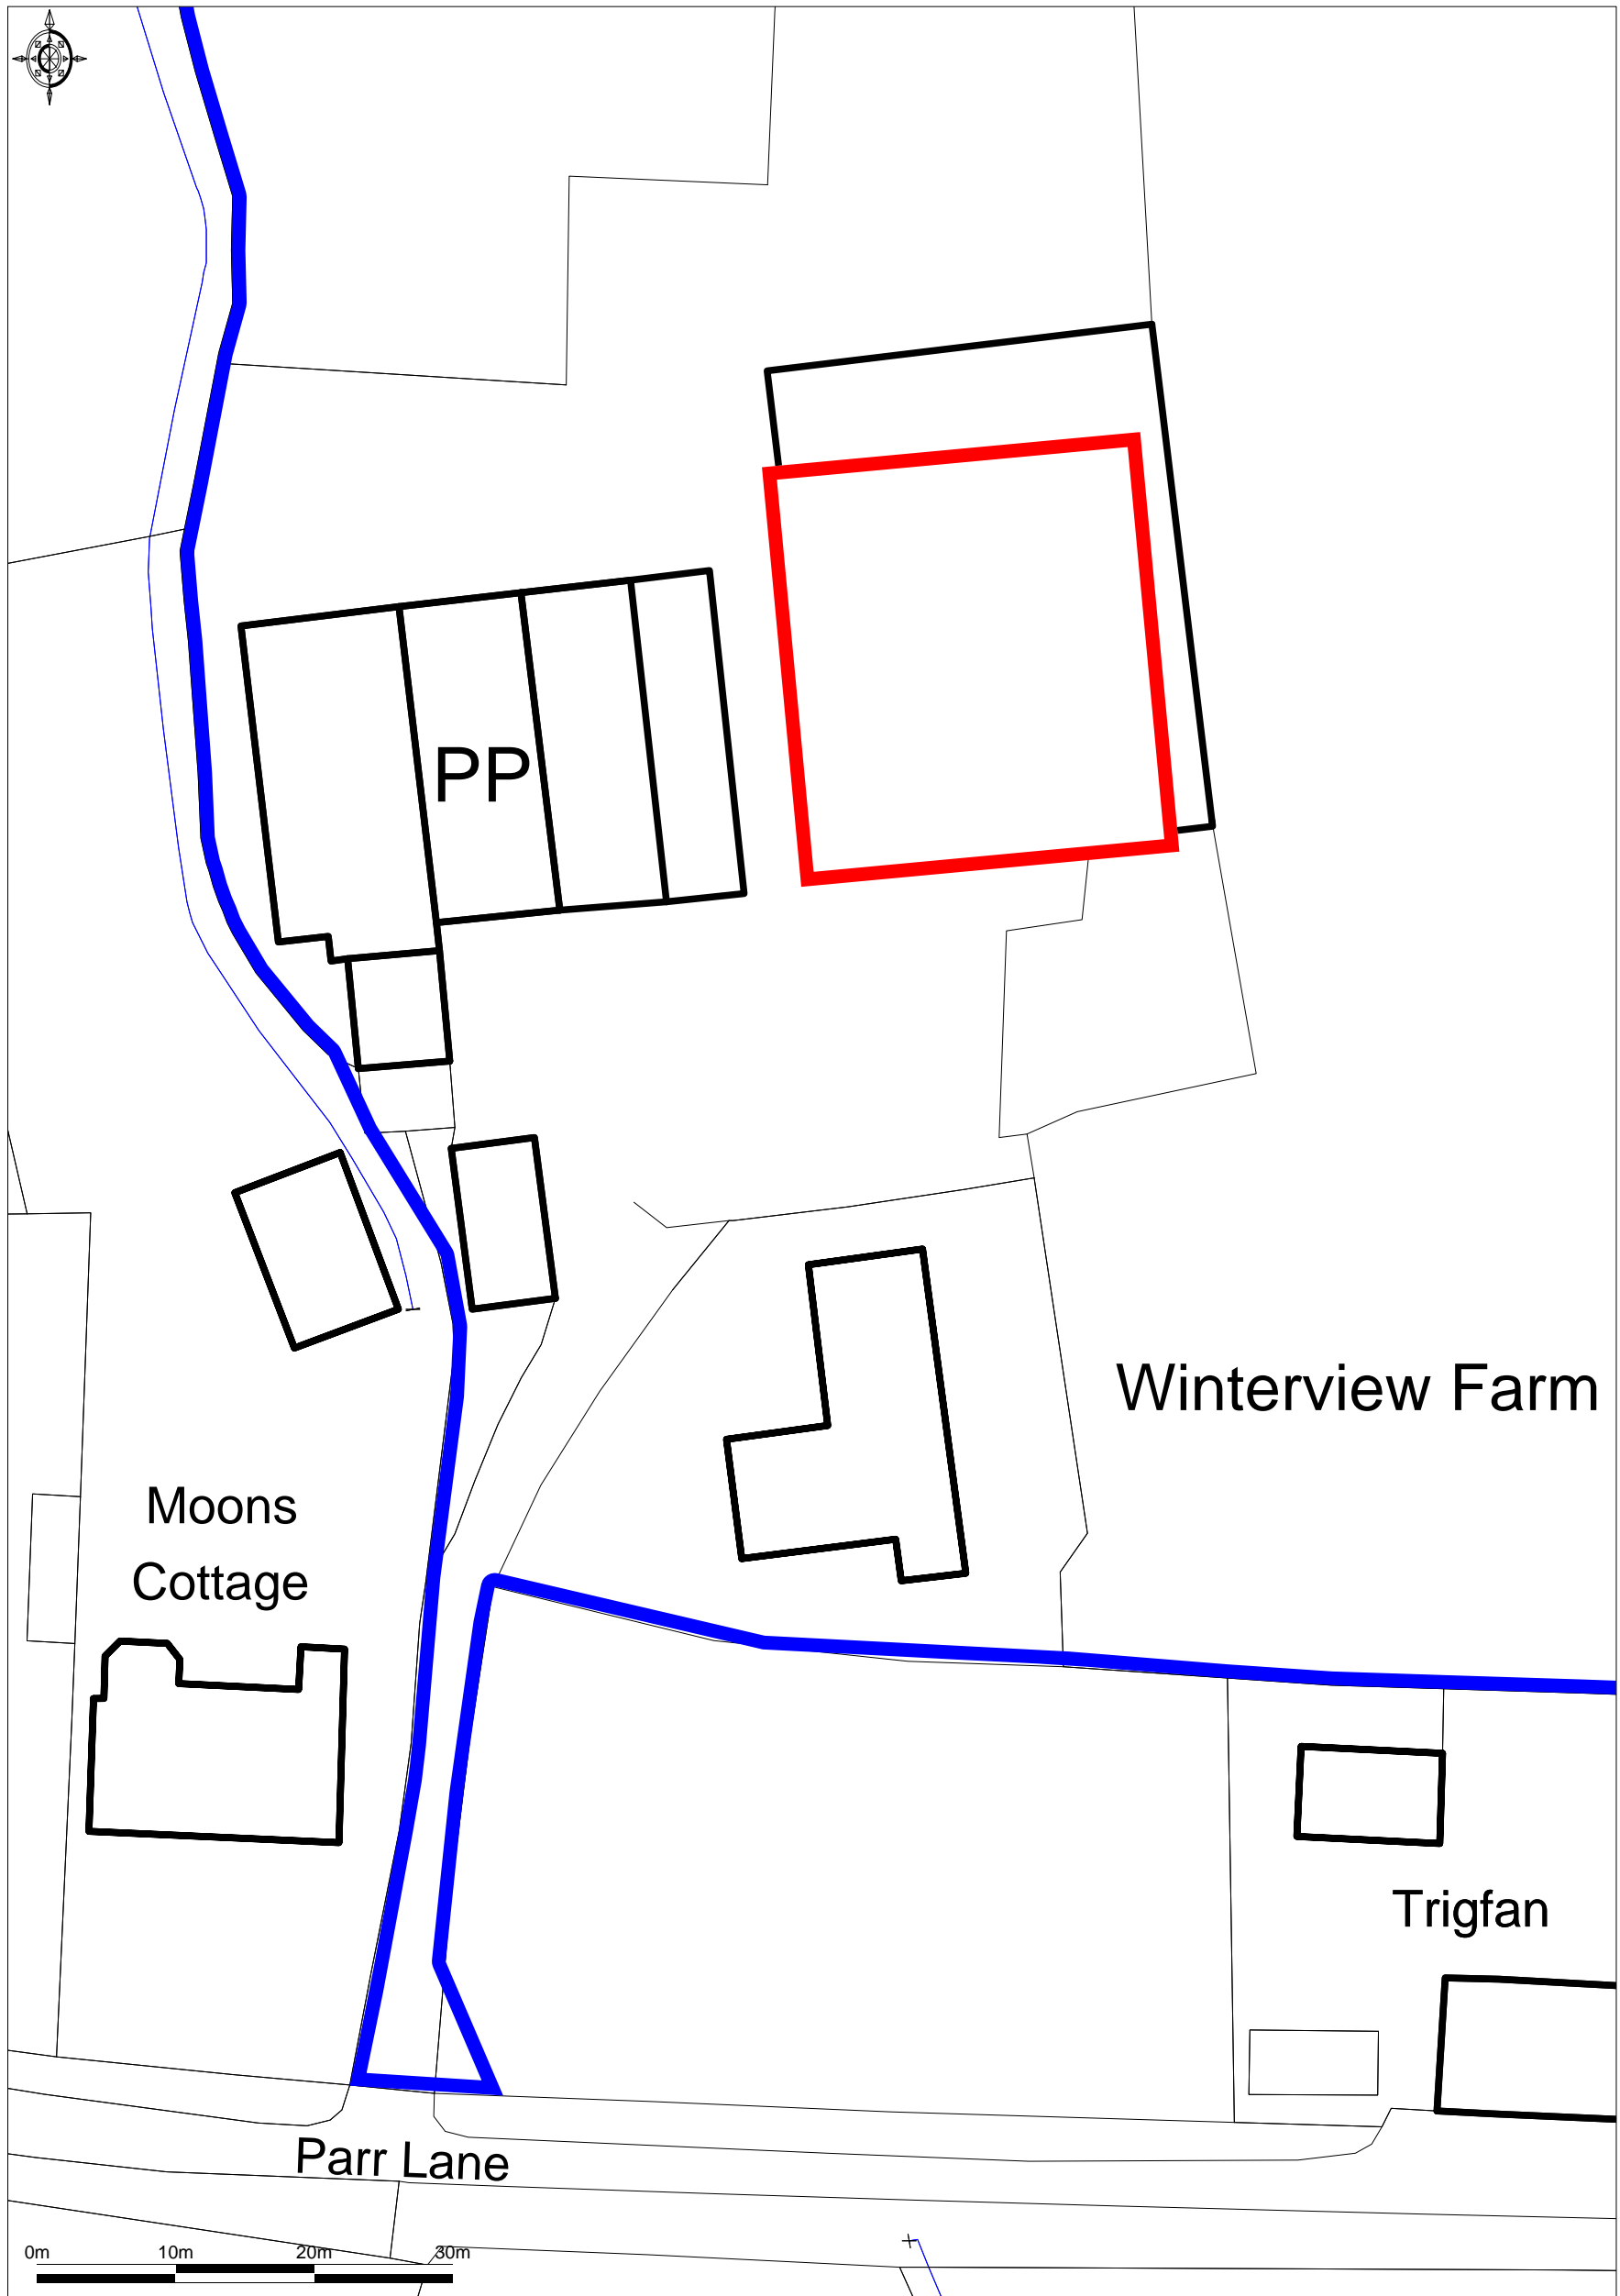 PP
Winterview Farm
Moons
Cottage
Trigfan
Parr Lane
0m 10m 20m 30m